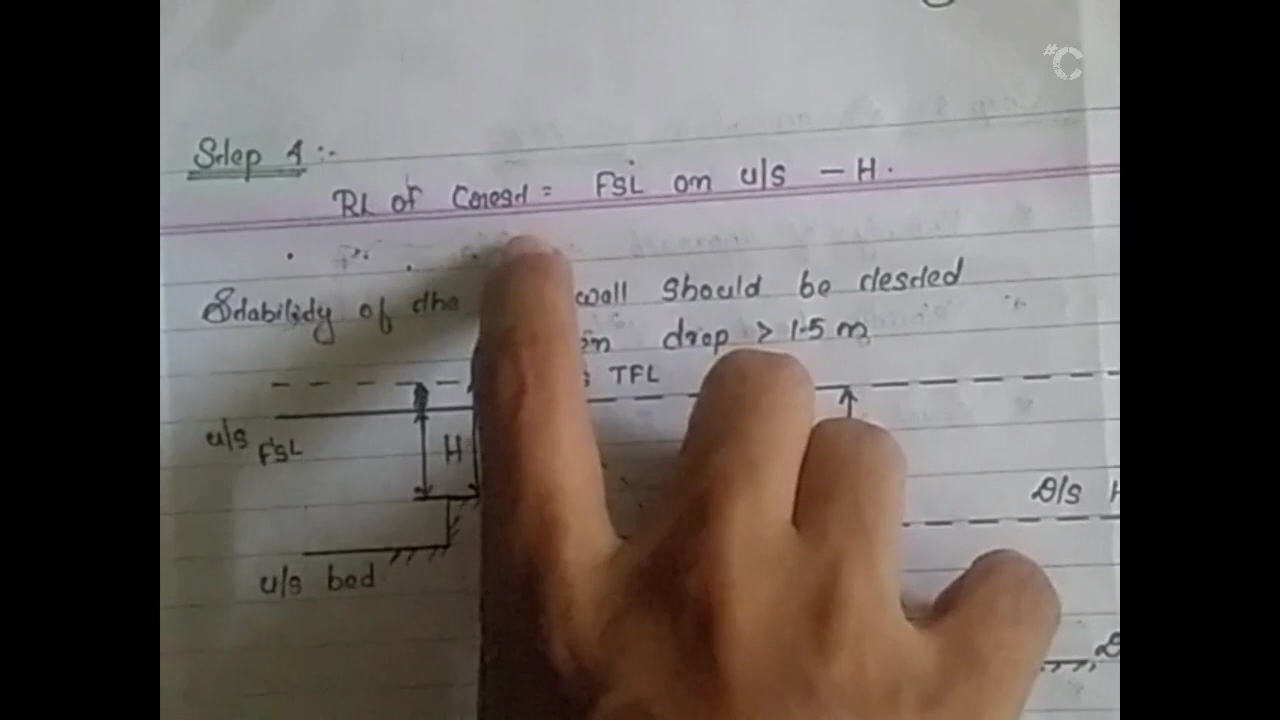 #C
Step 4 :-
RL of Crest = FSL on u/s - H.
Stability of the wall should be tested
drop > 1.5 m
TFL
u/s FSL
H
D/s H
u/s bed
D